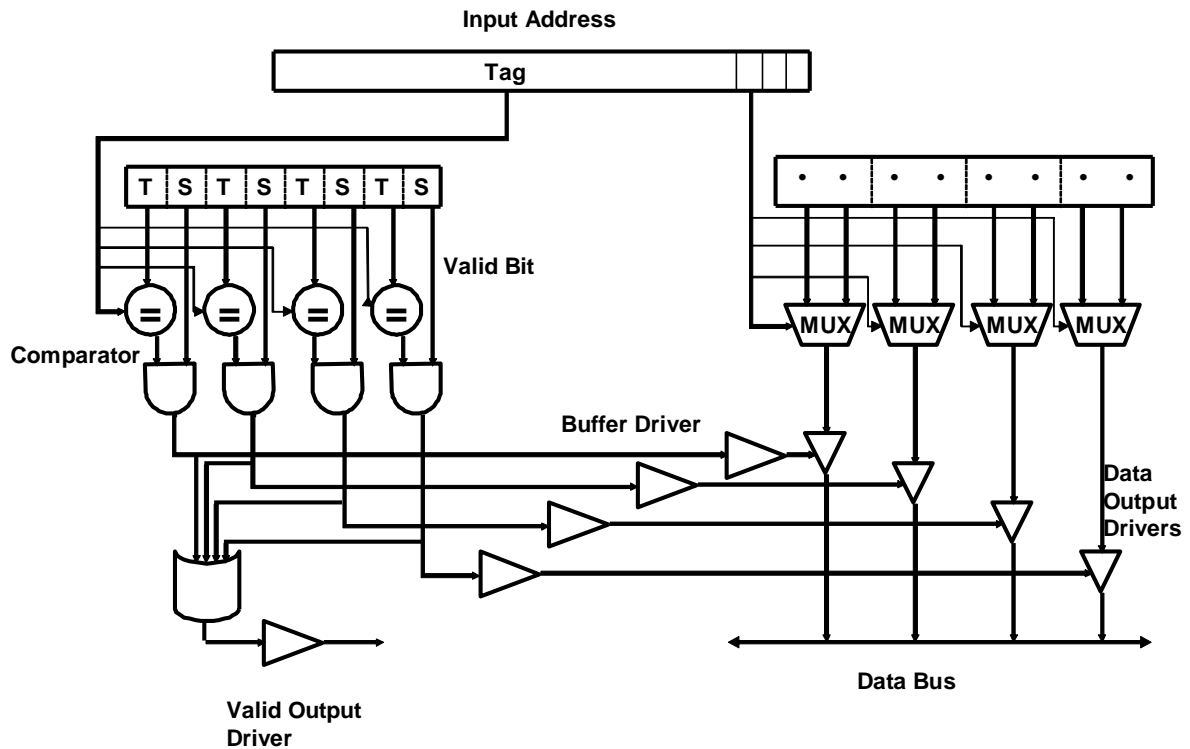 Input Address
Tag
T S T S T S T S
Valid Bit
= = = =
MUX MUX MUX MUX
Comparator
Buffer Driver
Data
Output
Drivers
Data Bus
Valid Output
Driver